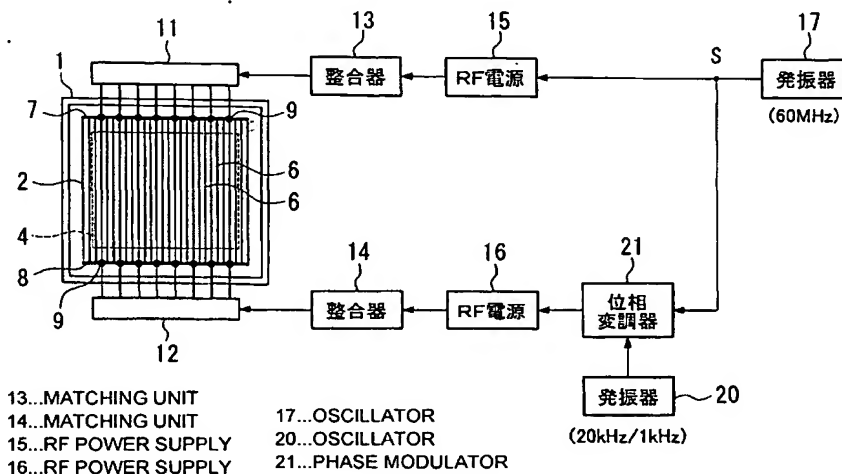 11
13
15
17
1
整合器
RF電源
S
発振器
(60MHz)
7
9
6
2
6
4
14
16
21
8
整合器
RF電源
位相
変調器
9
12
発振器
20
(20kHz/1kHz)
13...MATCHING UNIT
14...MATCHING UNIT
15...RF POWER SUPPLY
16...RF POWER SUPPLY
17...OSCILLATOR
20...OSCILLATOR
21...PHASE MODULATOR